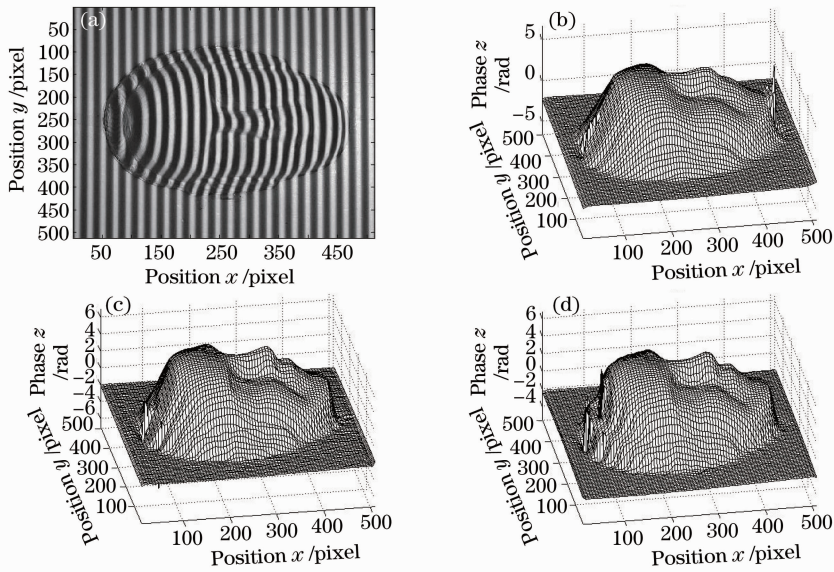 (a)
50
100
150
200
250
300
350
400
450
500
Position y /pixel
50 150 250 350 450
Position x /pixel
(b)
5
0
−5
Phase z
/rad
500
400
300
200
100
Position y /pixel
100 200 300 400 500
Position x /pixel
(c)
6
4
2
0
−2
−4
−6
Phase z
/rad
500
400
300
200
100
Position y /pixel
100 200 300 400 500
Position x /pixel
(d)
6
4
2
0
−2
−4
Phase z
/rad
500
400
300
200
100
Position y /pixel
100 200 300 400 500
Position x /pixel